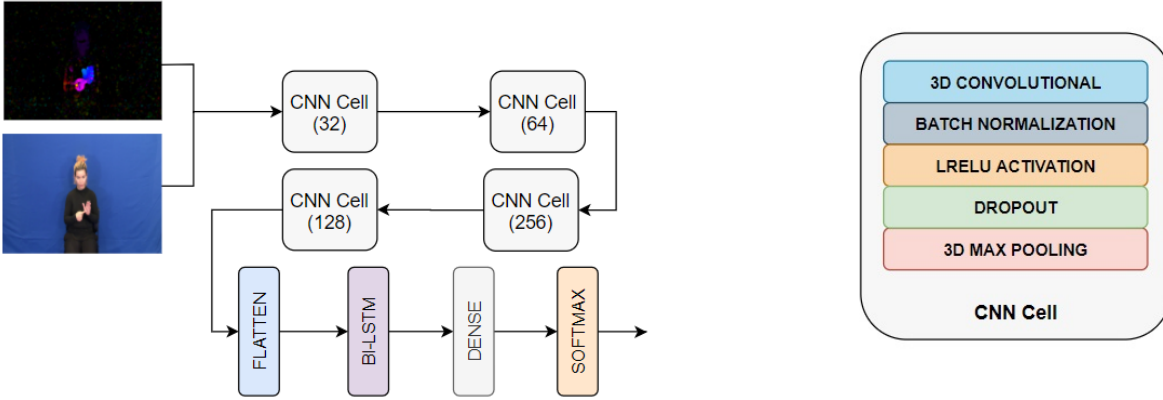 CNN Cell
(32)
CNN Cell
(64)
CNN Cell
(128)
CNN Cell
(256)
FLATTEN
BI-LSTM
DENSE
SOFTMAX
3D CONVOLUTIONAL
BATCH NORMALIZATION
LRELU ACTIVATION
DROPOUT
3D MAX POOLING
CNN Cell